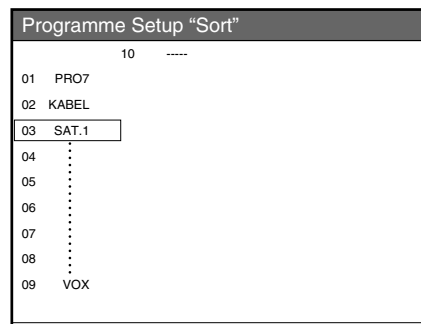 Programme Setup “Sort”
10 -----
01 PRO7
02 KABEL
03 SAT.1
04
05
06
07
08
09 VOX